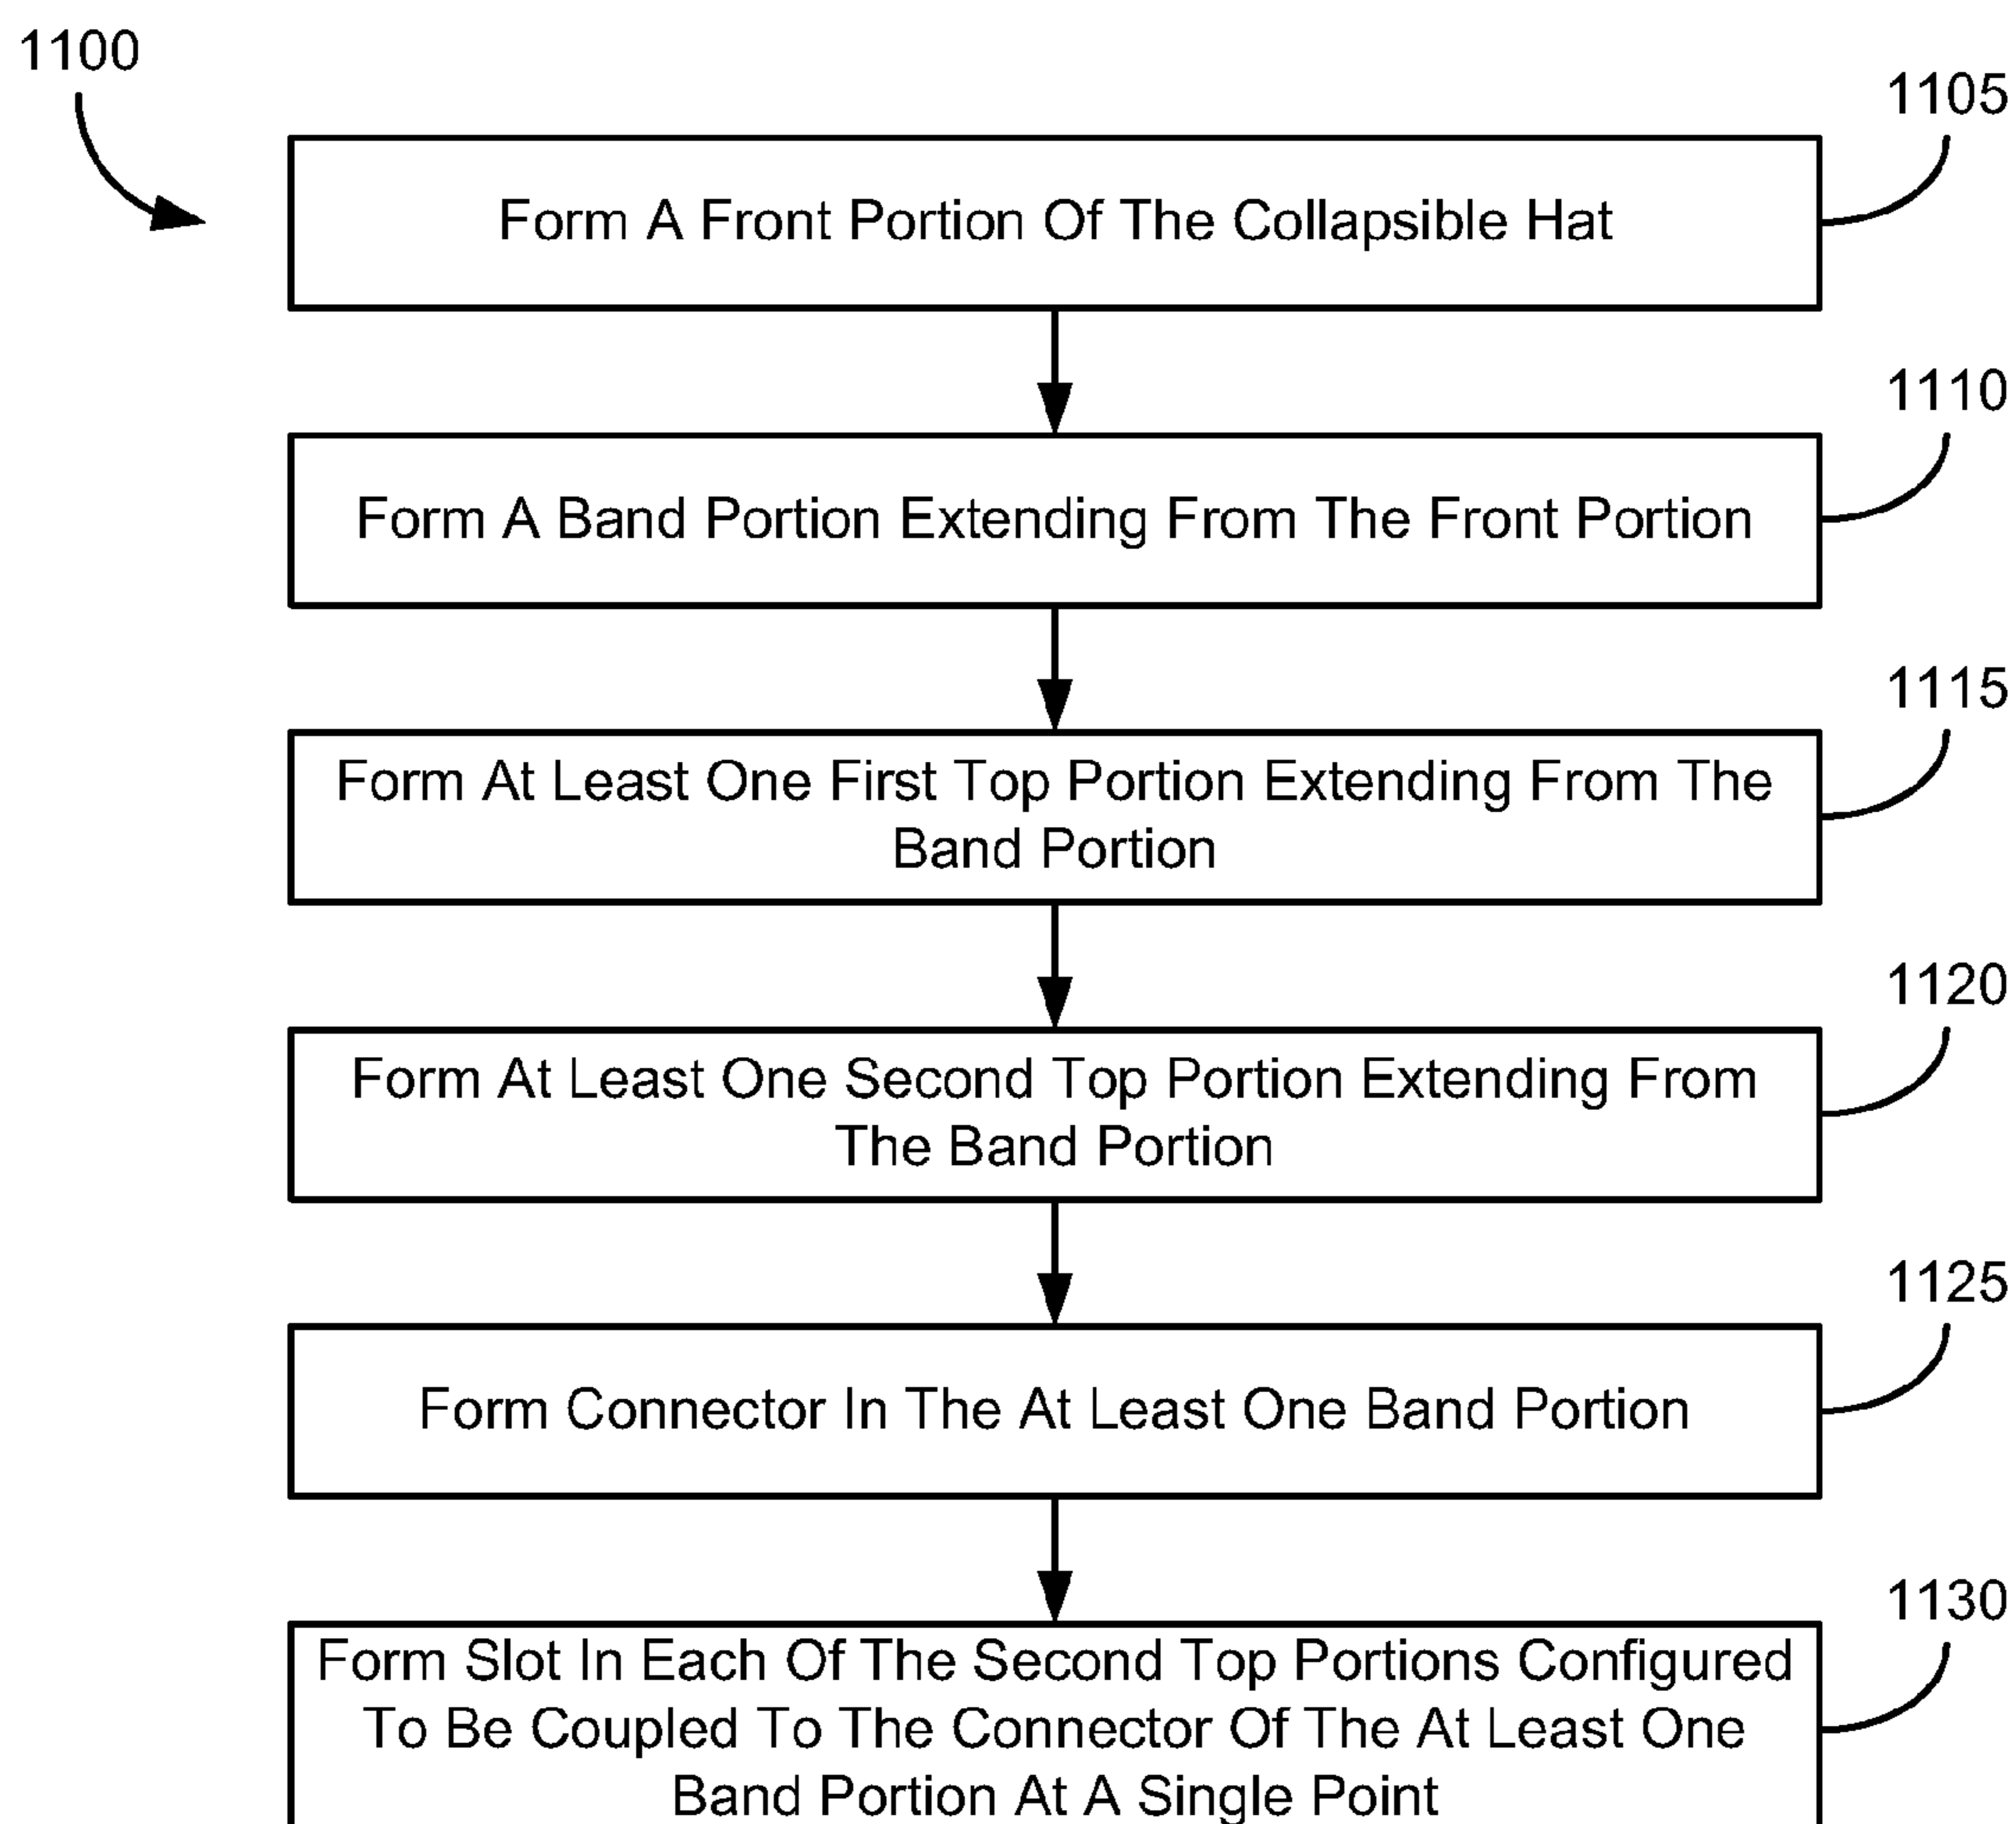 1100
1105
Form A Front Portion Of The Collapsible Hat
1110
Form A Band Portion Extending From The Front Portion
1115
Form At Least One First Top Portion Extending From The
Band Portion
1120
Form At Least One Second Top Portion Extending From
The Band Portion
1125
Form Connector In The At Least One Band Portion
1130
Form Slot In Each Of The Second Top Portions Configured
To Be Coupled To The Connector Of The At Least One
Band Portion At A Single Point